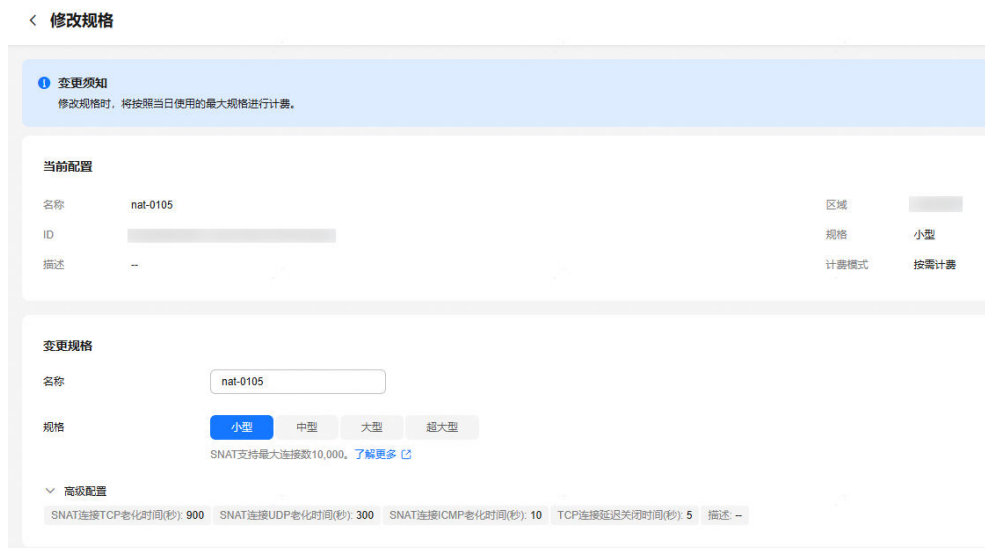 修改规格
变更须知
修改规格时，将按照当日使用的最大规格进行计费。
当前配置
名称 nat-0105 区域
ID 规格 小型
描述 -- 计费模式 按需计费
变更规格
名称 nat-0105
规格 小型 中型 大型 超大型
SNAT支持最大连接数10,000。了解更多
高级配置
SNAT连接TCP老化时间(秒): 900 SNAT连接UDP老化时间(秒): 300 SNAT连接ICMP老化时间(秒): 10 TCP连接延迟关闭时间(秒): 5 描述: --